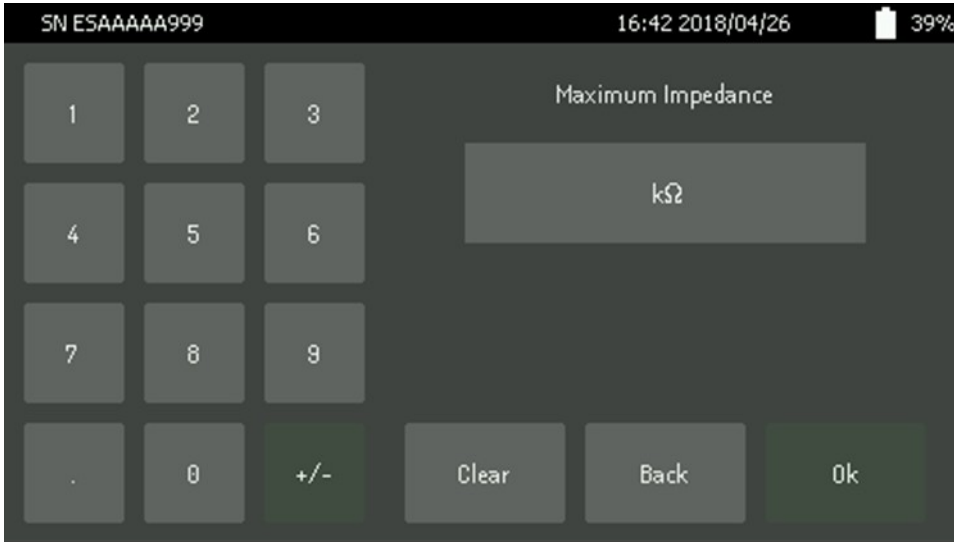 SN ESAAAAA999 16:42 2018/04/26 39%
Maximum Impedance
kΩ
1 2 3
4 5 6
7 8 9
. 0 +/- Clear Back Ok